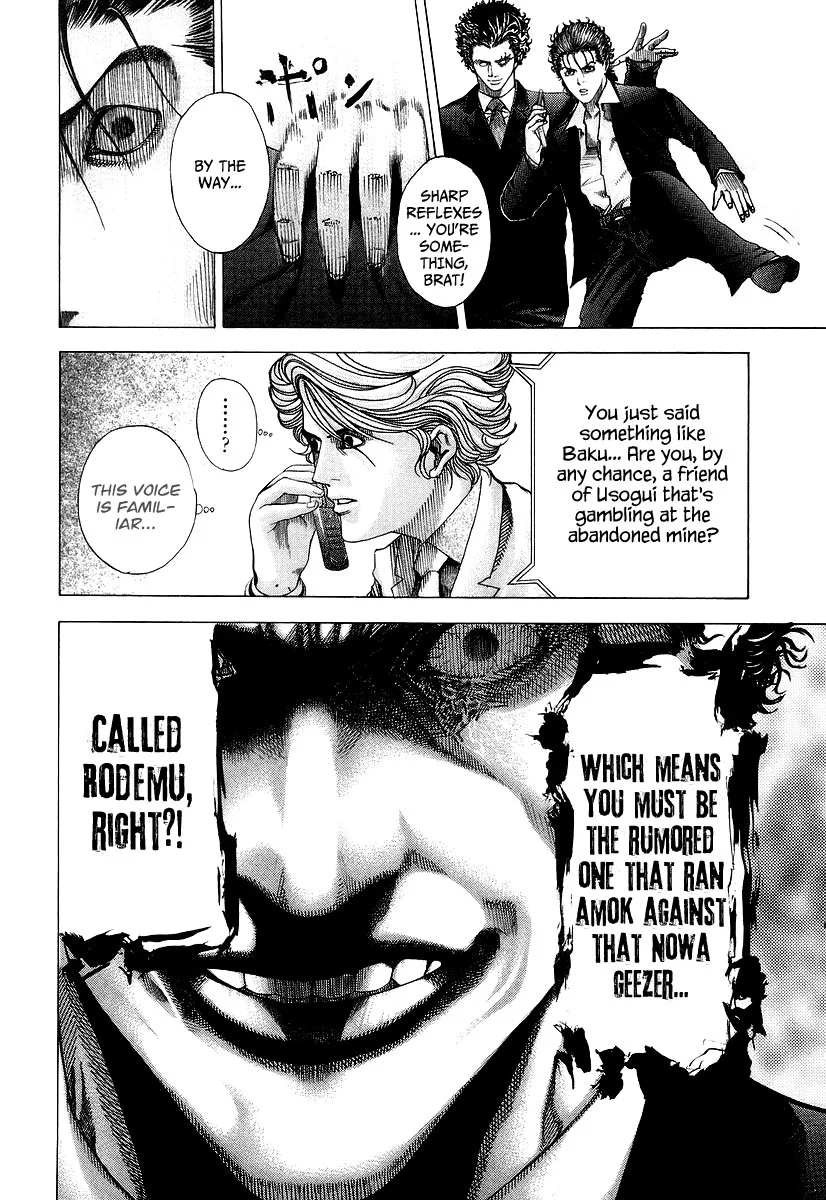 SHARP
REFLEXES
... YOU'RE
SOME-
THING,
BRAT!
ポン
BY THE
WAY...
You just said
something like
Baku... Are you, by
any chance, a friend
of Usogui that's
gambling at the
abandoned mine?
......?
THIS VOICE
IS FAMIL-
IAR...
WHICH MEANS
YOU MUST BE
THE RUMORED
ONE THAT RAN
AMOK AGAINST
THAT NOWA
GEEZER...
CALLED
RODEMU,
RIGHT?!